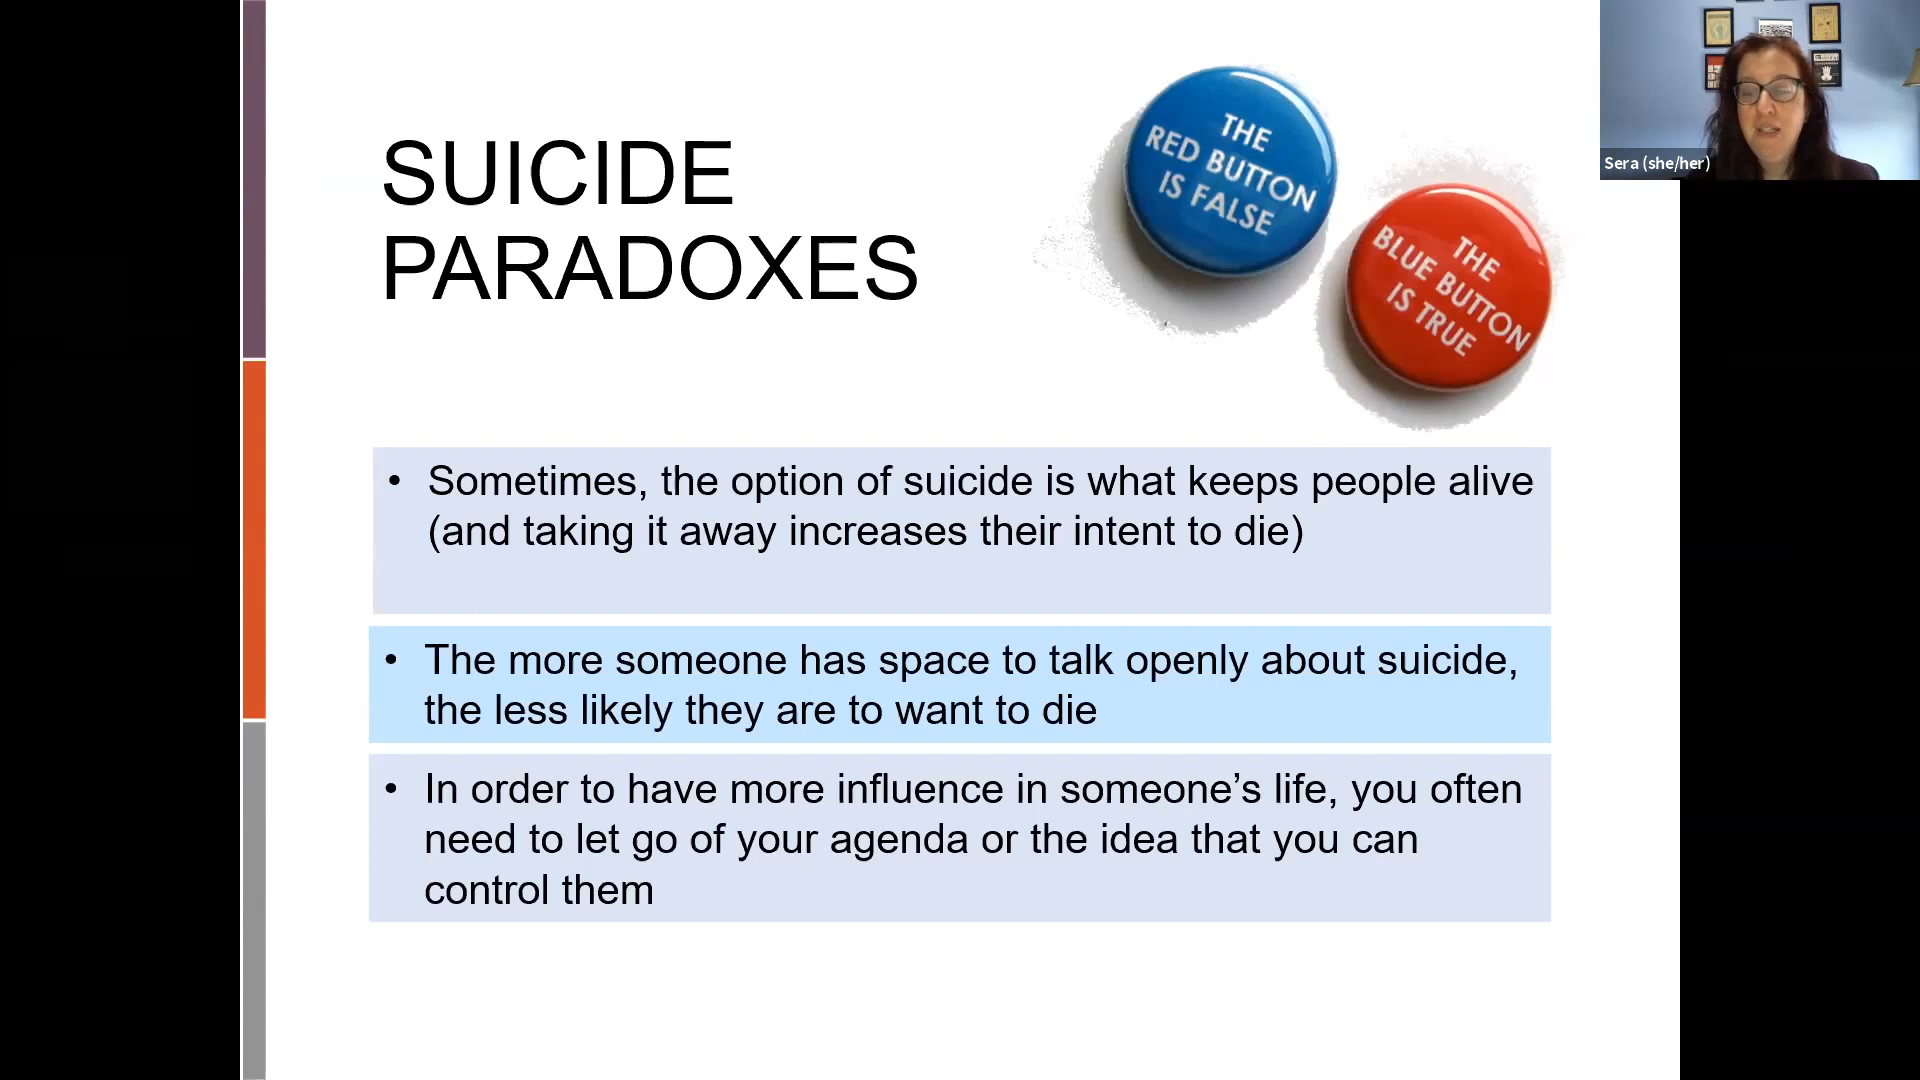 SUICIDE
PARADOXES
THE
RED BUTTON
IS FALSE
THE
BLUE BUTTON
IS TRUE
Sera (she/her)
• Sometimes, the option of suicide is what keeps people alive
(and taking it away increases their intent to die)
• The more someone has space to talk openly about suicide,
the less likely they are to want to die
• In order to have more influence in someone’s life, you often
need to let go of your agenda or the idea that you can
control them